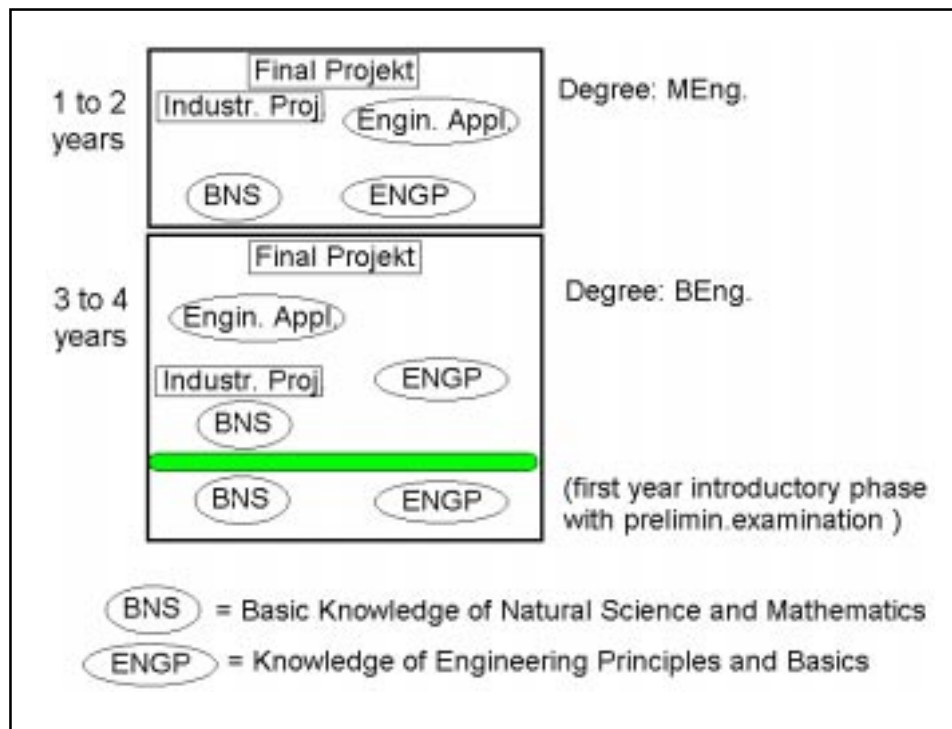 Final Projekt
Degree: MEng.
1 to 2
years
Industr. Proj.
Engin. Appl.
BNS
ENGP
Final Projekt
3 to 4
years
Degree: BEng.
Engin. Appl.
Industr. Proj
ENGP
BNS
BNS
ENGP
(first year introductory phase
with prelimin.examination )
BNS = Basic Knowledge of Natural Science and Mathematics
ENGP = Knowledge of Engineering Principles and Basics